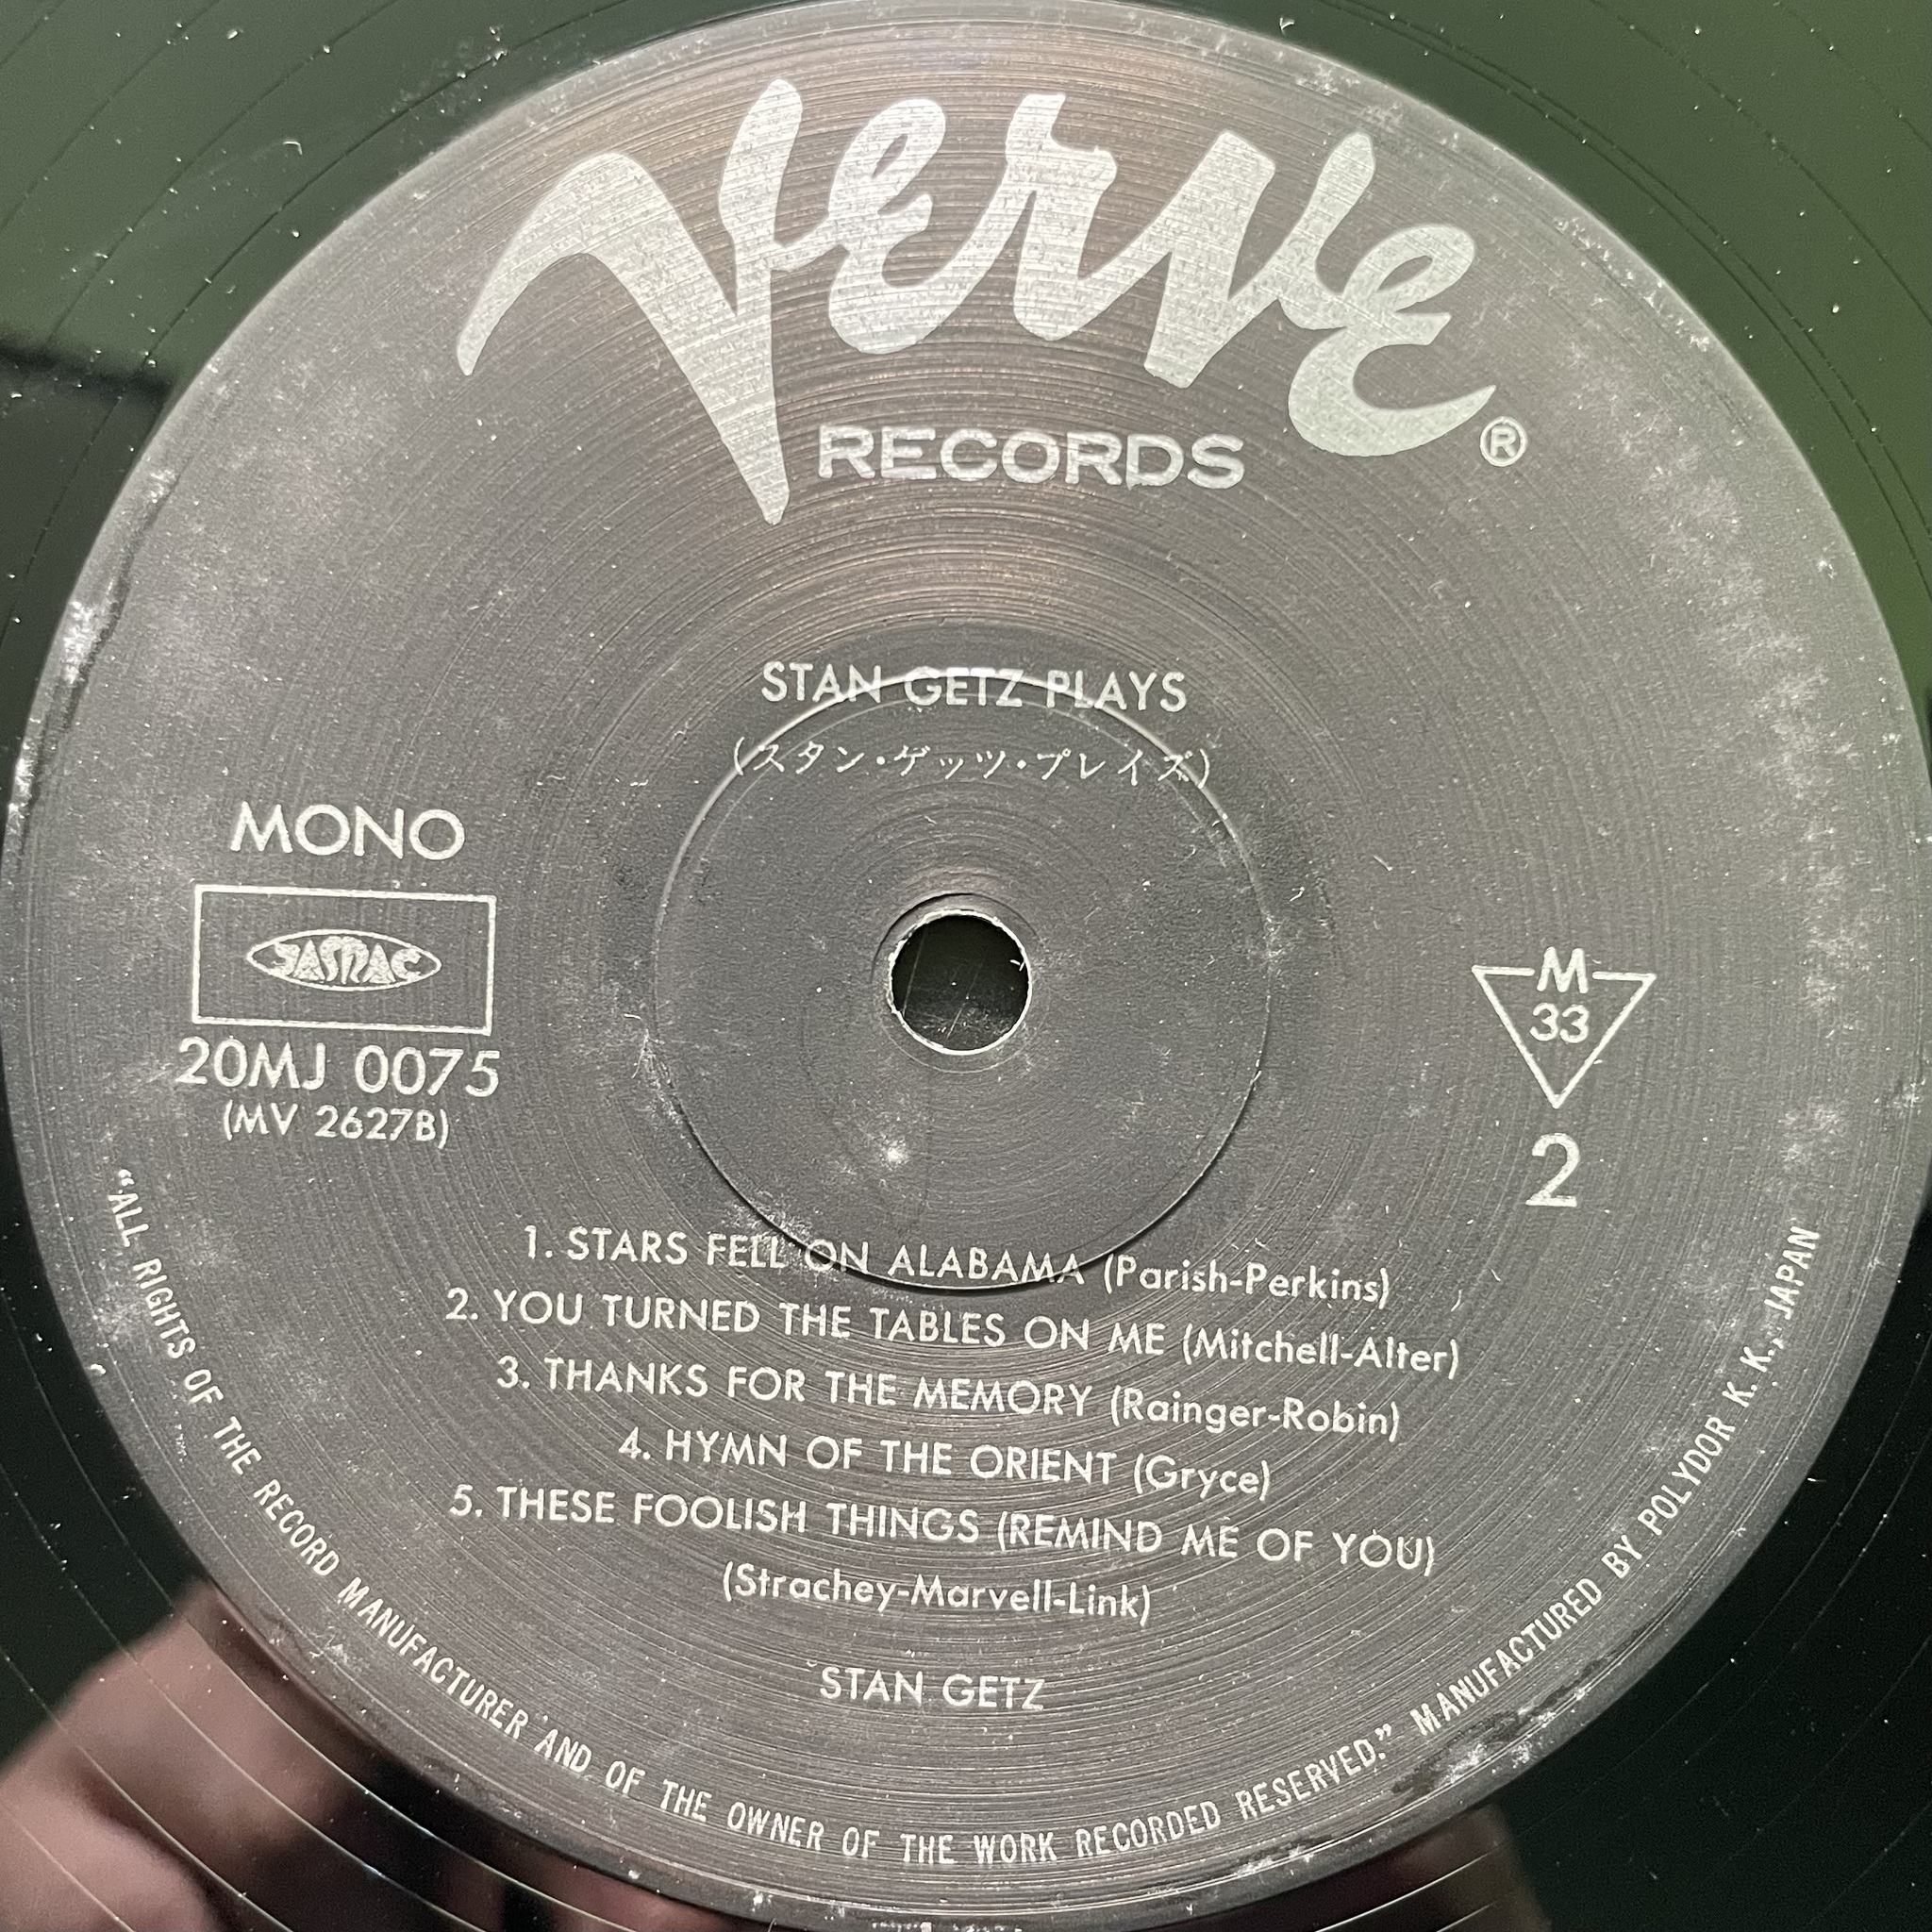 Verve
RECORDS ®
STAN GETZ PLAYS
(スタン・ゲッツ・プレイズ)
MONO
JASRAC
20MJ 0075
(MV 2627B)
M
33
2
1. STARS FELL ON ALABAMA (Parish-Perkins)
2. YOU TURNED THE TABLES ON ME (Mitchell-Alter)
3. THANKS FOR THE MEMORY (Rainger-Robin)
4. HYMN OF THE ORIENT (Gryce)
5. THESE FOOLISH THINGS (REMIND ME OF YOU)
(Strachey-Marvell-Link)
STAN GETZ
“ALL RIGHTS OF THE RECORD MANUFACTURER AND OF THE OWNER OF THE WORK RECORDED RESERVED.” MANUFACTURED BY POLYDOR K.K., JAPAN